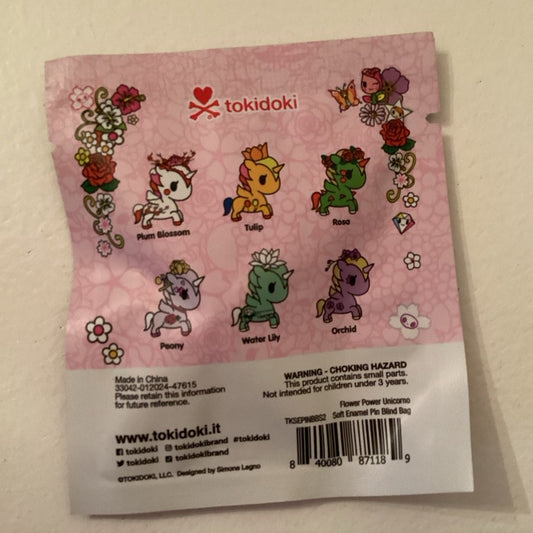 tokidoki
Plum Blossom
Tulip
Rosa
Peony
Water Lily
Orchid
Made in China
33042-012024-47615
Please retain this information
for future reference.
WARNING - CHOKING HAZARD
This product contains small parts.
Not intended for children under 3 years.
Flower Power Unicorno
TKSEPINBBS2 Soft Enamel Pin Blind Bag
www.tokidoki.it
tokidoki tokidokibrand #tokidoki
tokidoki tokidokibrand
©TOKIDOKI, LLC. Designed by Simone Legno
8 40080 87118 9